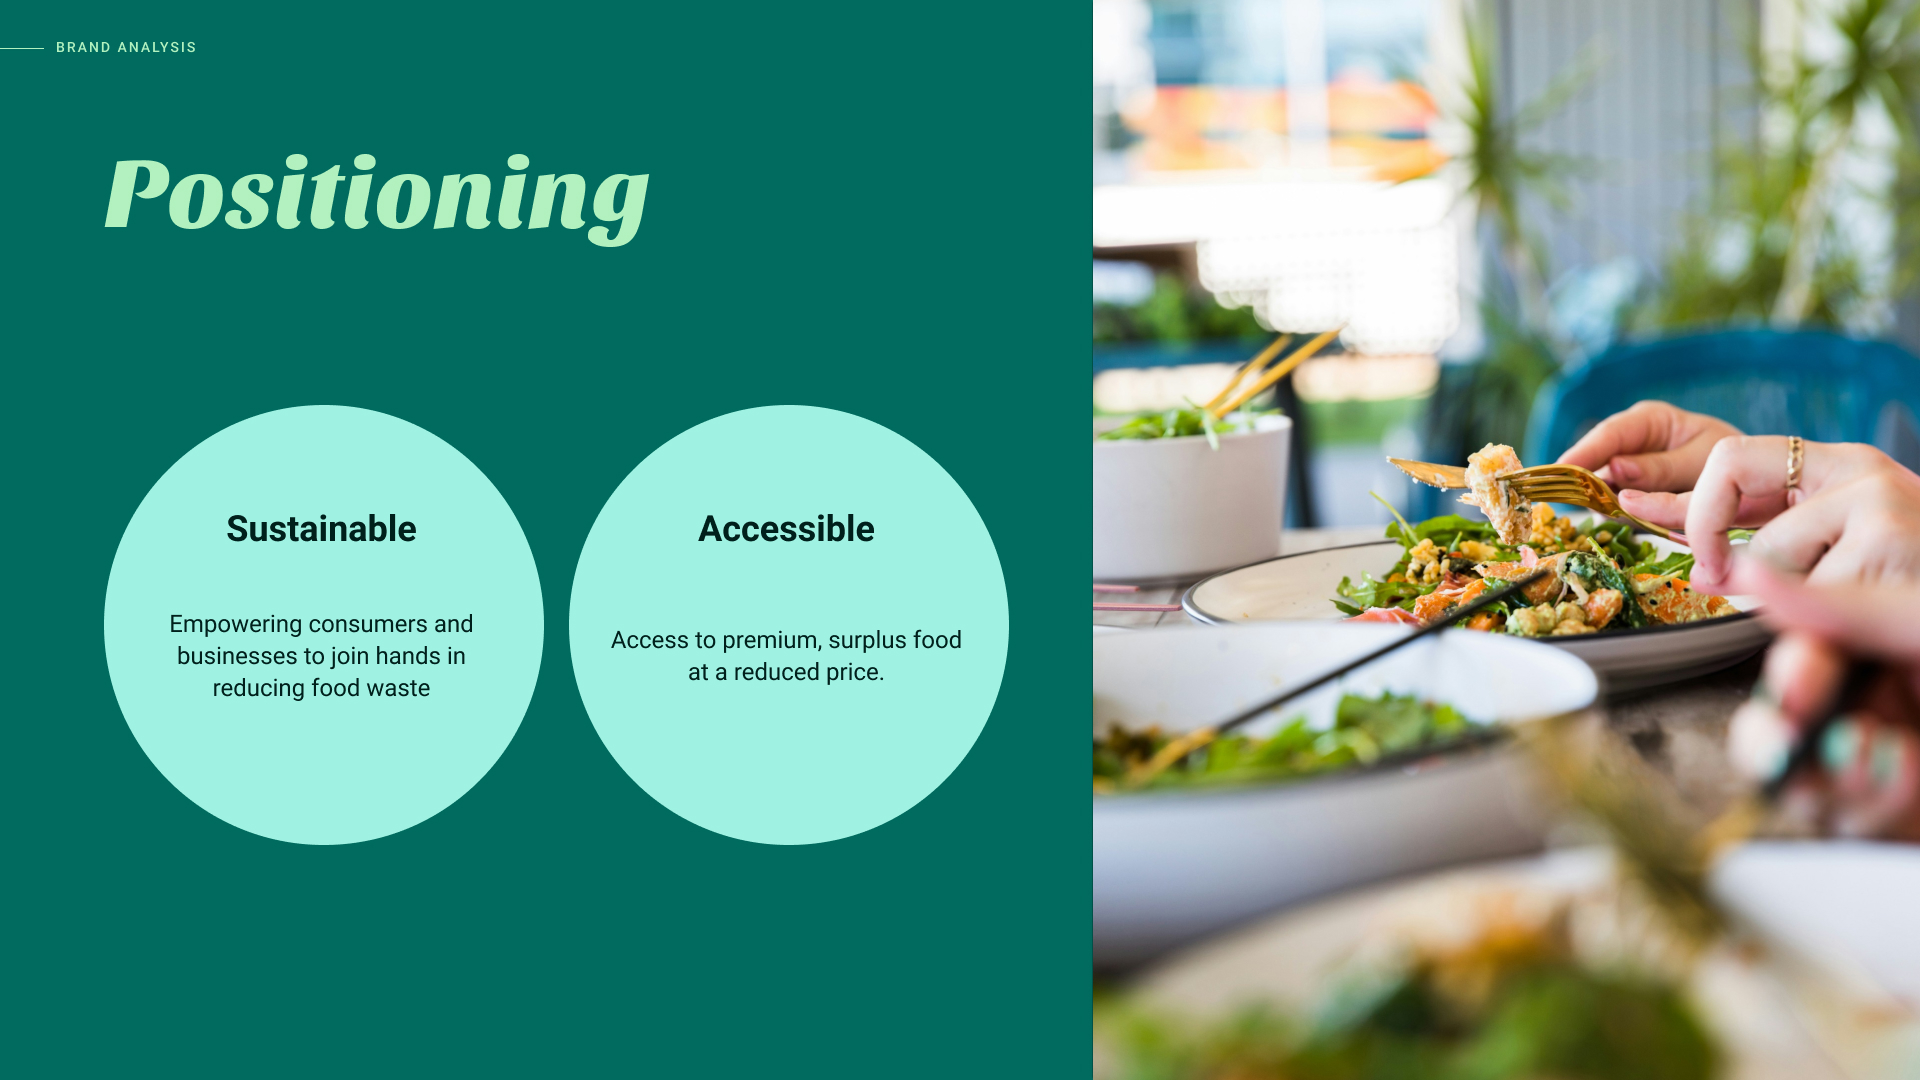 BRAND ANALYSIS
Positioning
Sustainable
Empowering consumers and
businesses to join hands in
reducing food waste
Accessible
Access to premium, surplus food
at a reduced price.